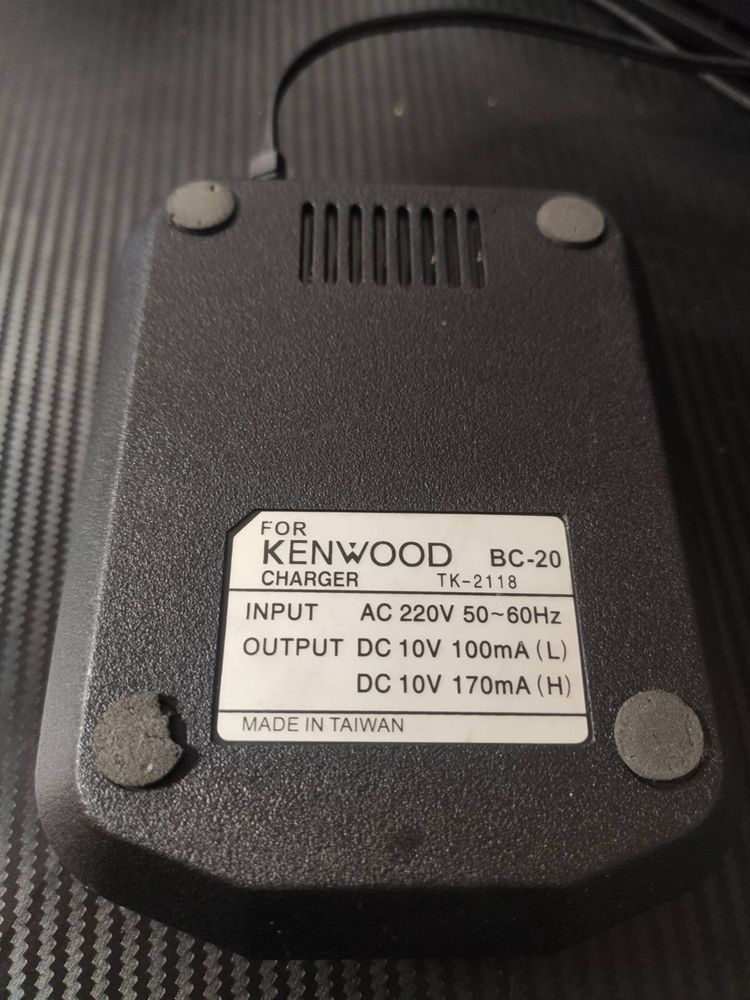 FOR
KENWOOD BC-20
CHARGER TK-2118
INPUT AC 220V 50~60Hz
OUTPUT DC 10V 100mA (L)
DC 10V 170mA (H)
MADE IN TAIWAN